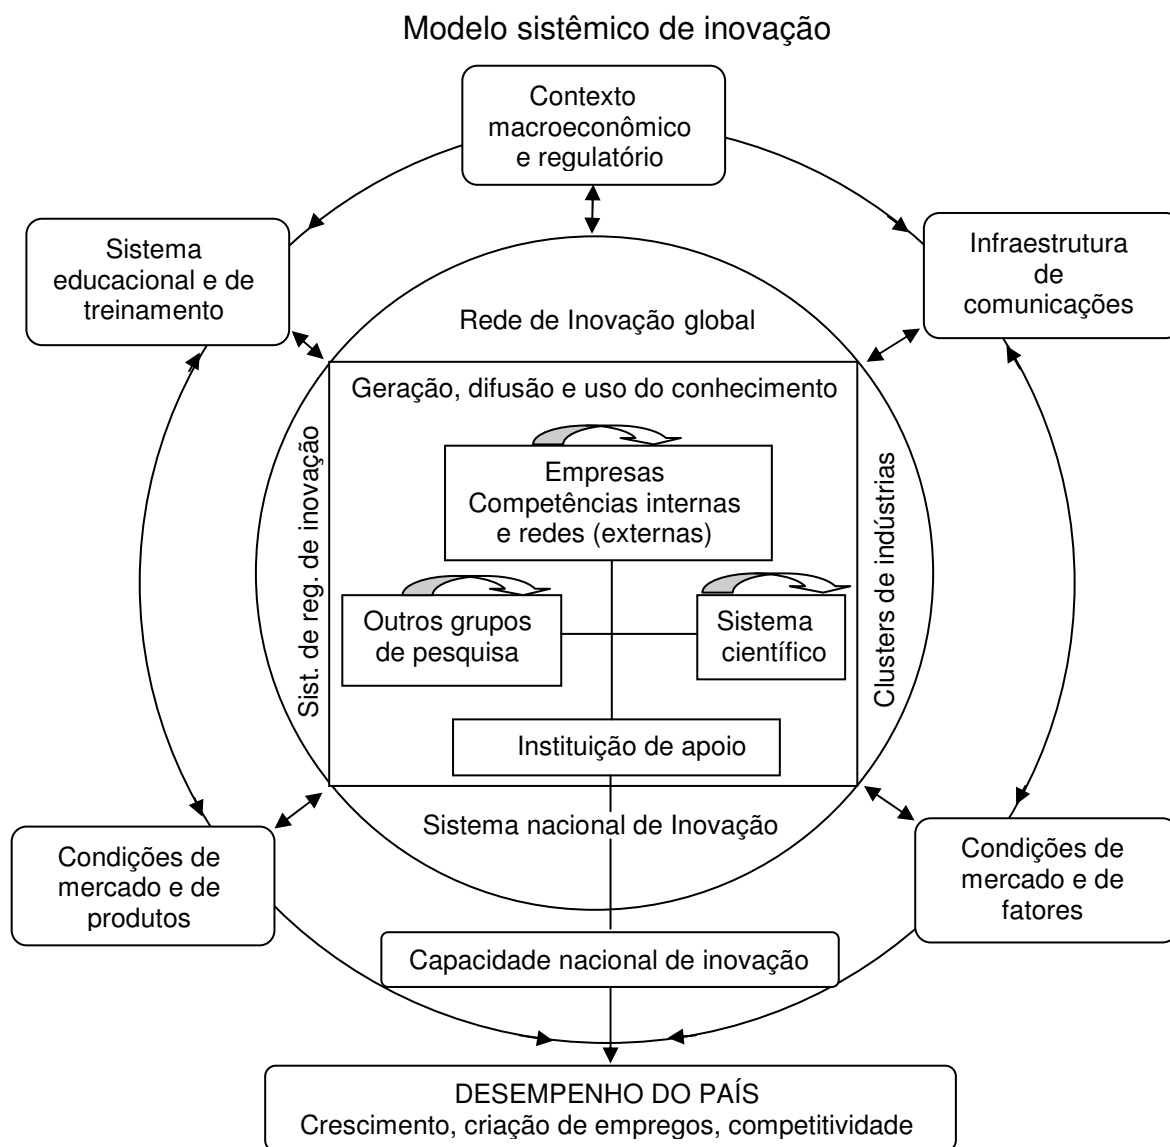 Modelo sistêmico de inovação
Contexto
macroeconômico
e regulatório
Sistema
educacional e de
treinamento
Infraestrutura
de
comunicações
Rede de Inovação global
Geração, difusão e uso do conhecimento
Sist. de reg. de inovação
Clusters de indústrias
Empresas
Competências internas
e redes (externas)
Outros grupos
de pesquisa
Sistema
científico
Instituição de apoio
Sistema nacional de Inovação
Condições de
mercado e de
produtos
Condições de
mercado e de
fatores
Capacidade nacional de inovação
DESEMPENHO DO PAÍS
Crescimento, criação de empregos, competitividade